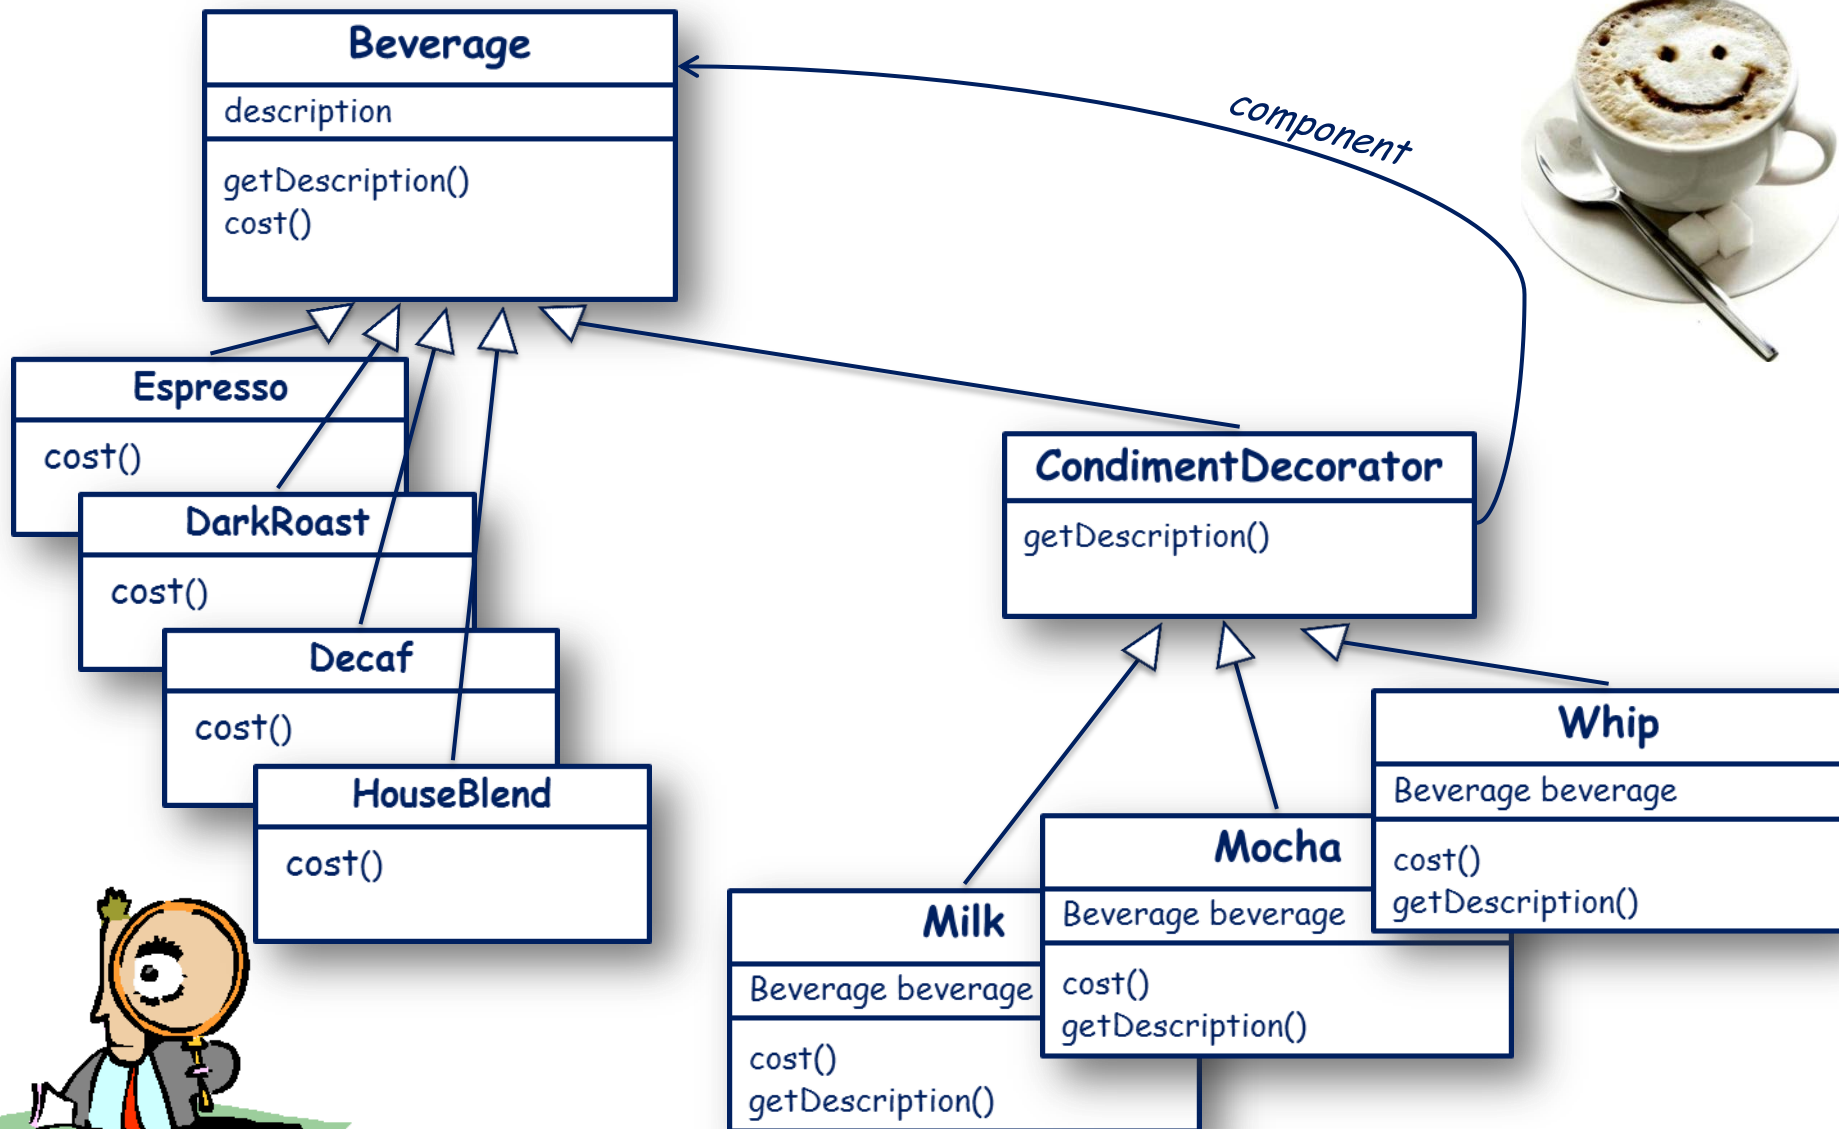 Beverage
description
getDescription()
cost()
component
Espresso
cost()
DarkRoast
cost()
Decaf
cost()
HouseBlend
cost()
CondimentDecorator
getDescription()
Whip
Beverage beverage
cost()
getDescription()
Mocha
Beverage beverage
cost()
getDescription()
Milk
Beverage beverage
cost()
getDescription()